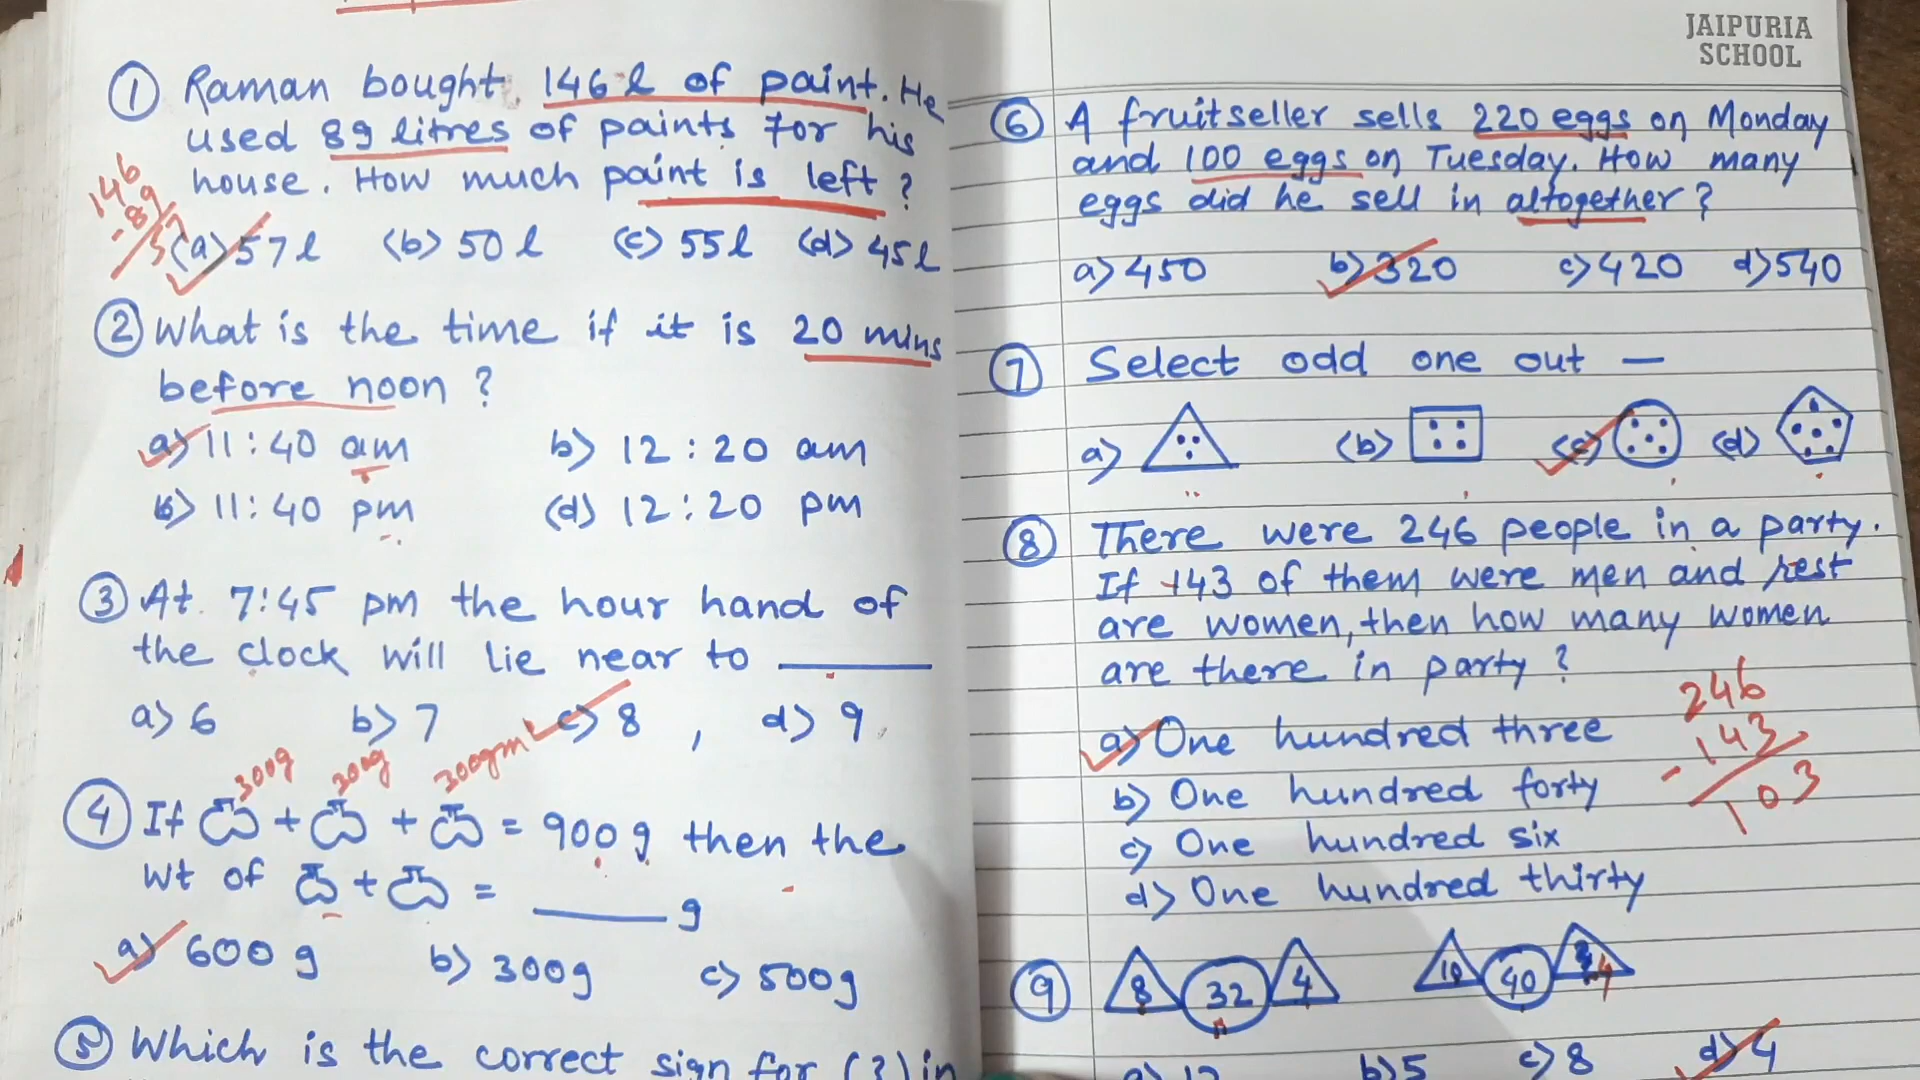 ① Raman bought 146 l of paint. He
used 89 litres of paints for his
house. How much paint is left ?
146
- 89
57
(a) 57 l (b) 50 l (c) 55 l (d) 45 l
② What is the time if it is 20 mins
before noon ?
a) 11 : 40 am b) 12 : 20 am
11 : 40 pm (d) 12 : 20 pm
③ At 7:45 pm the hour hand of
the clock will lie near to ______
a) 6 b) 7 c) 8 , d) 9
300g 300g 300gm
④ If + + = 900 g then the
wt of + = ______ g
a) 600 g b) 300g c) 500g
⑤ Which is the correct sign for (?) in
JAIPURIA
SCHOOL
⑥ A fruitseller sells 220 eggs on Monday
and 100 eggs on Tuesday. How many
eggs did he sell in altogether ?
a) 450 b) 320 c) 420 d) 540
⑦ Select odd one out —
a) (b) (c) (d)
⑧ There were 246 people in a party.
If 143 of them were men and rest
are women, then how many women
are there in party ?
a) One hundred three
b) One hundred forty
c) One hundred six
d) One hundred thirty
246
- 143
103
⑨ 8 32 4 10 40 4
a) 12 b) 5 c) 8 d) 4